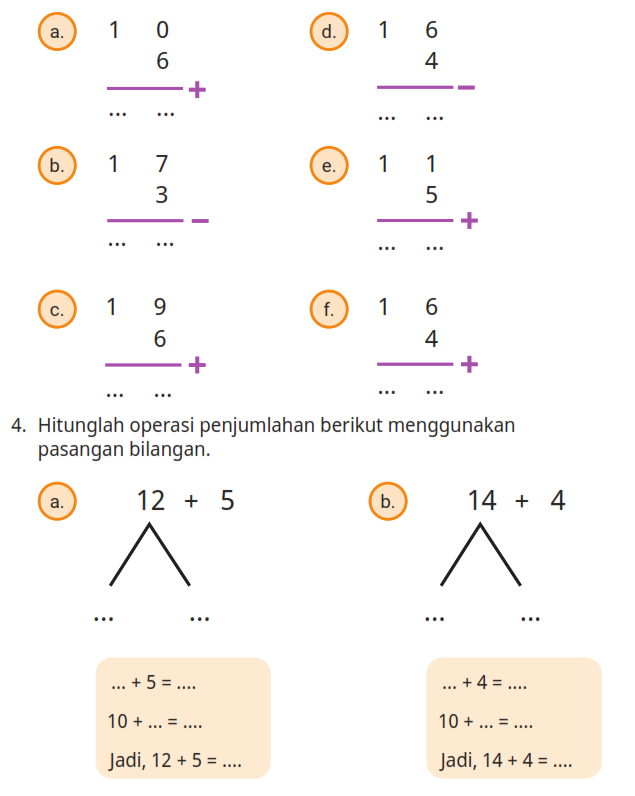 a. 1 0
6
+
... ...
b. 1 7
3
−
... ...
c. 1 9
6
+
... ...
d. 1 6
4
−
... ...
e. 1 1
5
+
... ...
f. 1 6
4
+
... ...
4. Hitunglah operasi penjumlahan berikut menggunakan
pasangan bilangan.
a. 12 + 5
... ...
... + 5 = ....
10 + ... = ....
Jadi, 12 + 5 = ....
b. 14 + 4
... ...
... + 4 = ....
10 + ... = ....
Jadi, 14 + 4 = ....